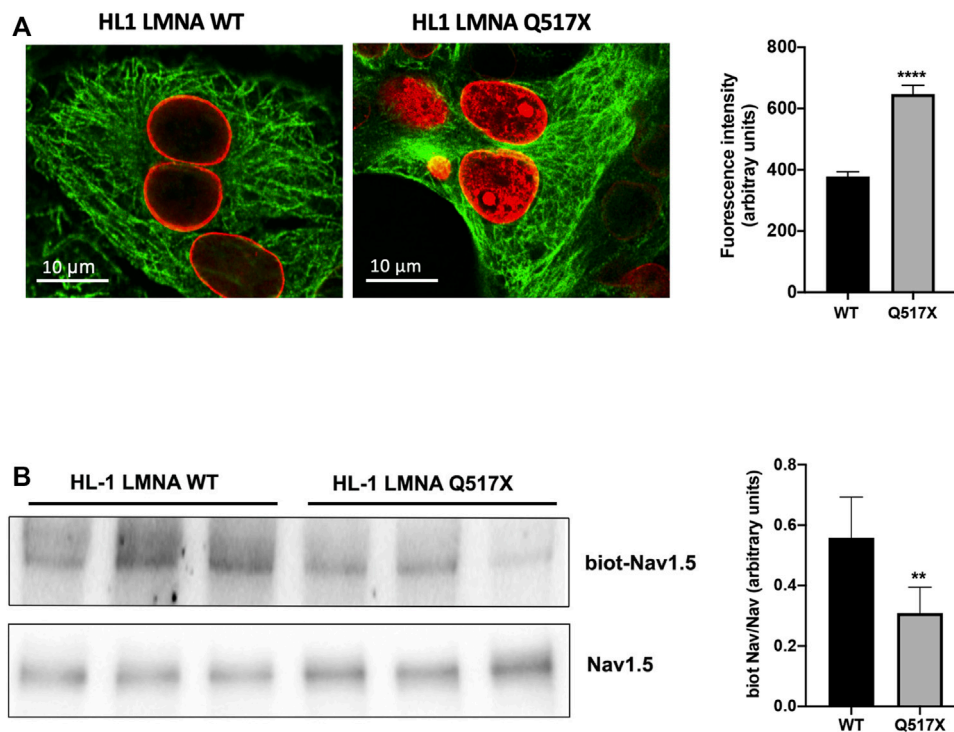 A
HL1 LMNA WT
HL1 LMNA Q517X
10 µm
10 µm
Fuorescence intensity
(arbitray units)
800
600
400
200
0
****
WT
Q517X
B
HL-1 LMNA WT
HL-1 LMNA Q517X
biot-Nav1.5
Nav1.5
biot Nav/Nav (arbitrary units)
0.8
0.6
0.4
0.2
0.0
**
WT
Q517X